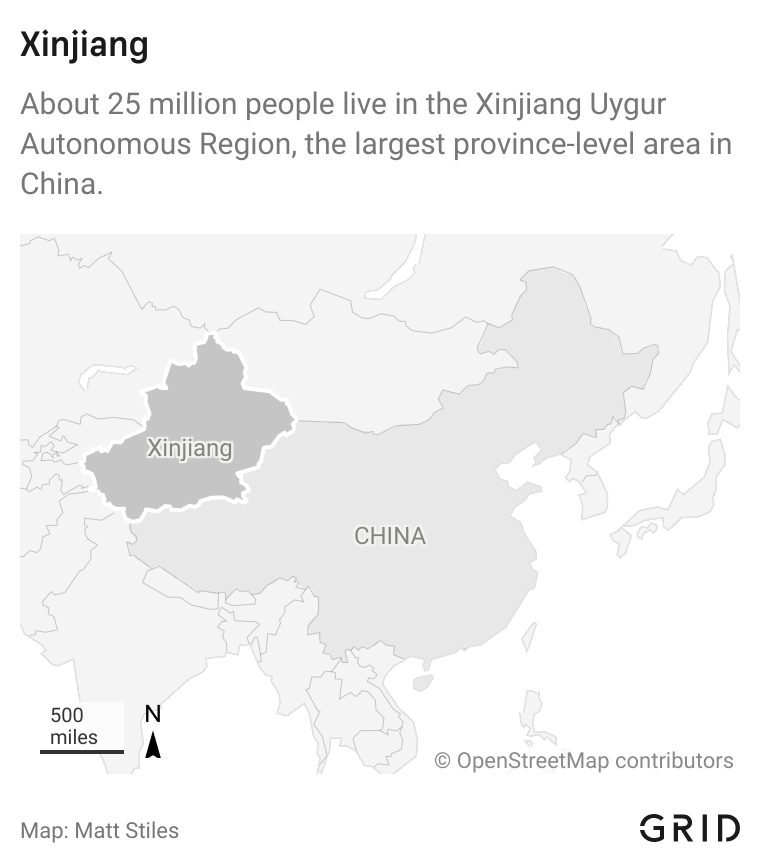 Xinjiang
About 25 million people live in the Xinjiang Uygur
Autonomous Region, the largest province-level area in
China.
Xinjiang
CHINA
500
miles
N
© OpenStreetMap contributors
Map: Matt Stiles
GRID